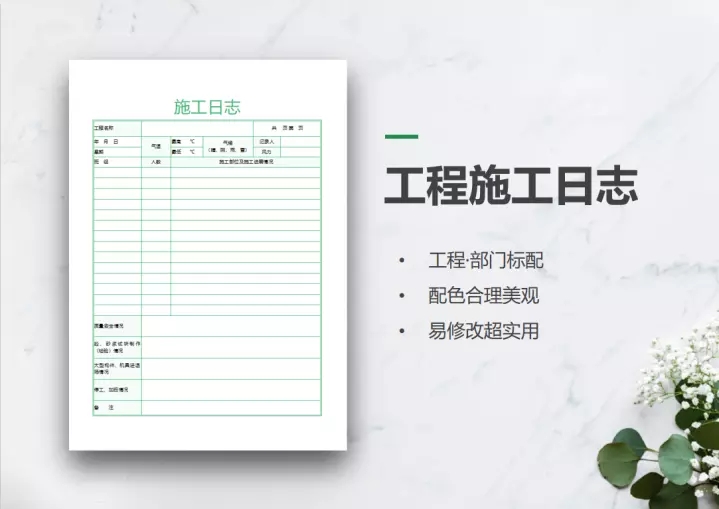 施工日志
工程名称
共 页 第 页
年 月 日
气温
最高 ℃
气候
(晴、阴、雨、雪)
记录人
星期
最低 ℃
风力
班 组
人数
施工部位及施工进展情况
质量安全情况
砼、砂浆试块制作
(检验)情况
大型构件、机具进退
场情况
停工、加班情况
备 注
工程施工日志
• 工程·部门标配
• 配色合理美观
• 易修改超实用